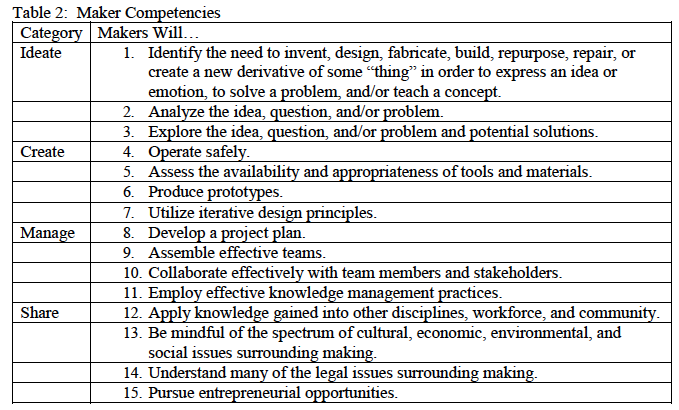 Table 2: Maker Competencies
Category Makers Will…
Ideate 1. Identify the need to invent, design, fabricate, build, repurpose, repair, or
create a new derivative of some “thing” in order to express an idea or
emotion, to solve a problem, and/or teach a concept.
2. Analyze the idea, question, and/or problem.
3. Explore the idea, question, and/or problem and potential solutions.
Create 4. Operate safely.
5. Assess the availability and appropriateness of tools and materials.
6. Produce prototypes.
7. Utilize iterative design principles.
Manage 8. Develop a project plan.
9. Assemble effective teams.
10. Collaborate effectively with team members and stakeholders.
11. Employ effective knowledge management practices.
Share 12. Apply knowledge gained into other disciplines, workforce, and community.
13. Be mindful of the spectrum of cultural, economic, environmental, and
social issues surrounding making.
14. Understand many of the legal issues surrounding making.
15. Pursue entrepreneurial opportunities.